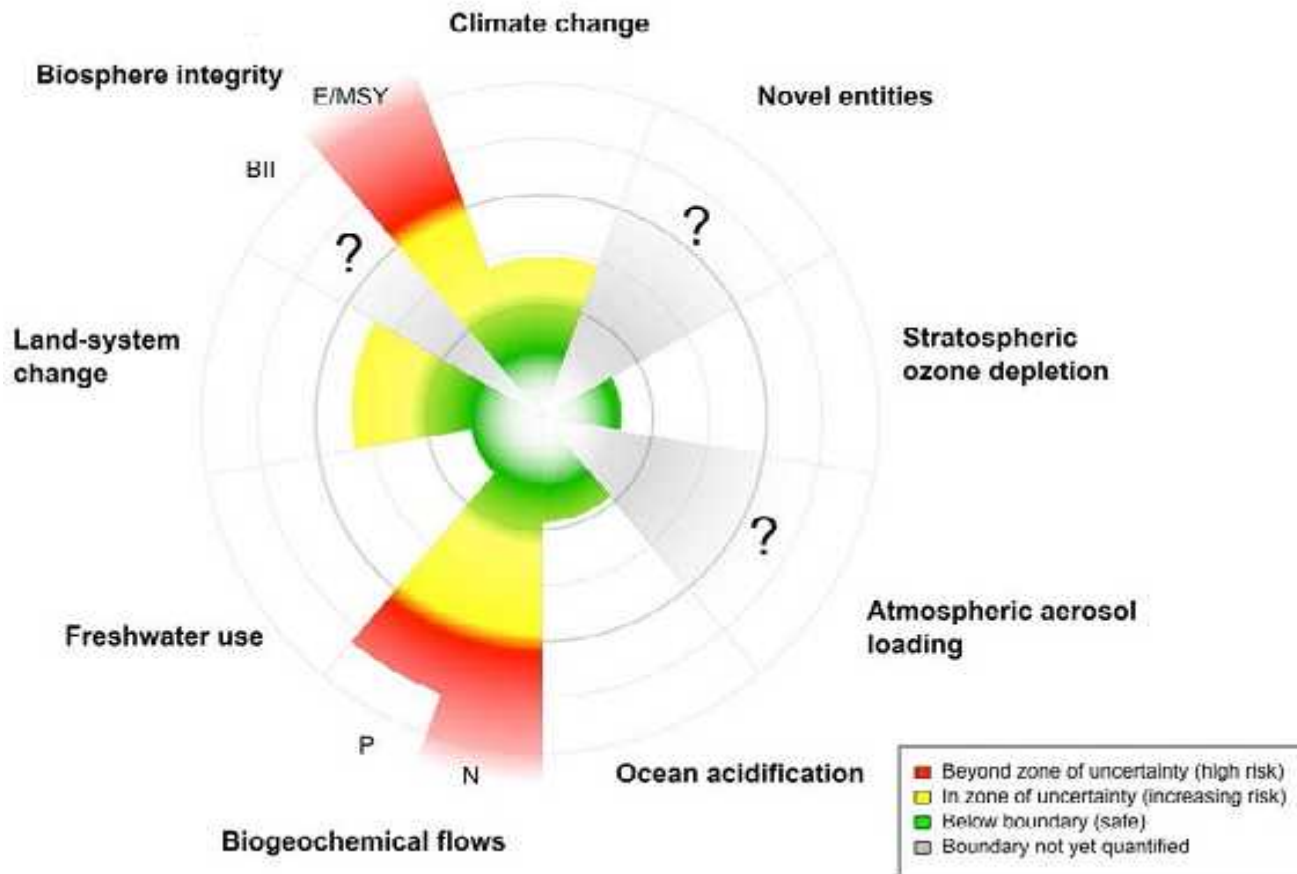 Climate change
Biosphere integrity
E/MSY
Novel entities
BII
?
?
Land-system
change
Stratospheric
ozone depletion
?
Atmospheric aerosol
loading
Freshwater use
P
N
Ocean acidification
Biogeochemical flows
Beyond zone of uncertainty (high risk)
In zone of uncertainty (increasing risk)
Below boundary (safe)
Boundary not yet quantified